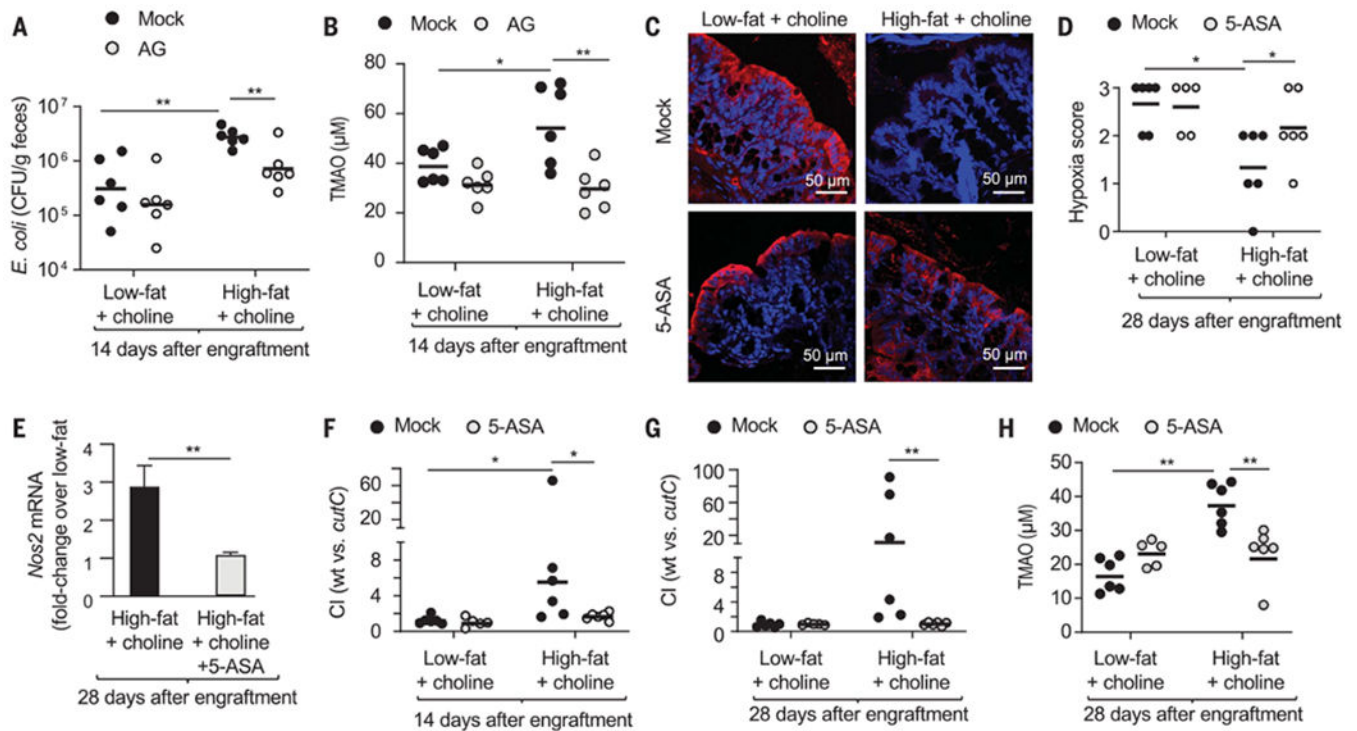 A
Mock
AG
E. coli (CFU/g feces)
10⁷
10⁶
10⁵
10⁴
**
**
Low-fat
+ choline
High-fat
+ choline
14 days after engraftment
B
Mock
AG
TMAO (µM)
80
60
40
20
0
*
**
Low-fat
+ choline
High-fat
+ choline
14 days after engraftment
C
Low-fat + choline
High-fat + choline
Mock
5-ASA
50 µm
50 µm
50 µm
50 µm
D
Mock
5-ASA
Hypoxia score
3
2
1
0
*
*
Low-fat
+ choline
High-fat
+ choline
28 days after engraftment
E
Nos2 mRNA
(fold-change over low-fat
4
3
2
1
0
**
High-fat
+ choline
High-fat
+ choline
+5-ASA
28 days after engraftment
F
Mock
5-ASA
CI (wt vs. cutC)
80
60
40
20
8
4
0
*
*
Low-fat
+ choline
High-fat
+ choline
14 days after engraftment
G
Mock
5-ASA
CI (wt vs. cutC)
100
80
60
40
20
8
4
0
**
Low-fat
+ choline
High-fat
+ choline
28 days after engraftment
H
Mock
5-ASA
TMAO (µM)
50
40
30
20
10
0
**
**
Low-fat
+ choline
High-fat
+ choline
28 days after engraftment